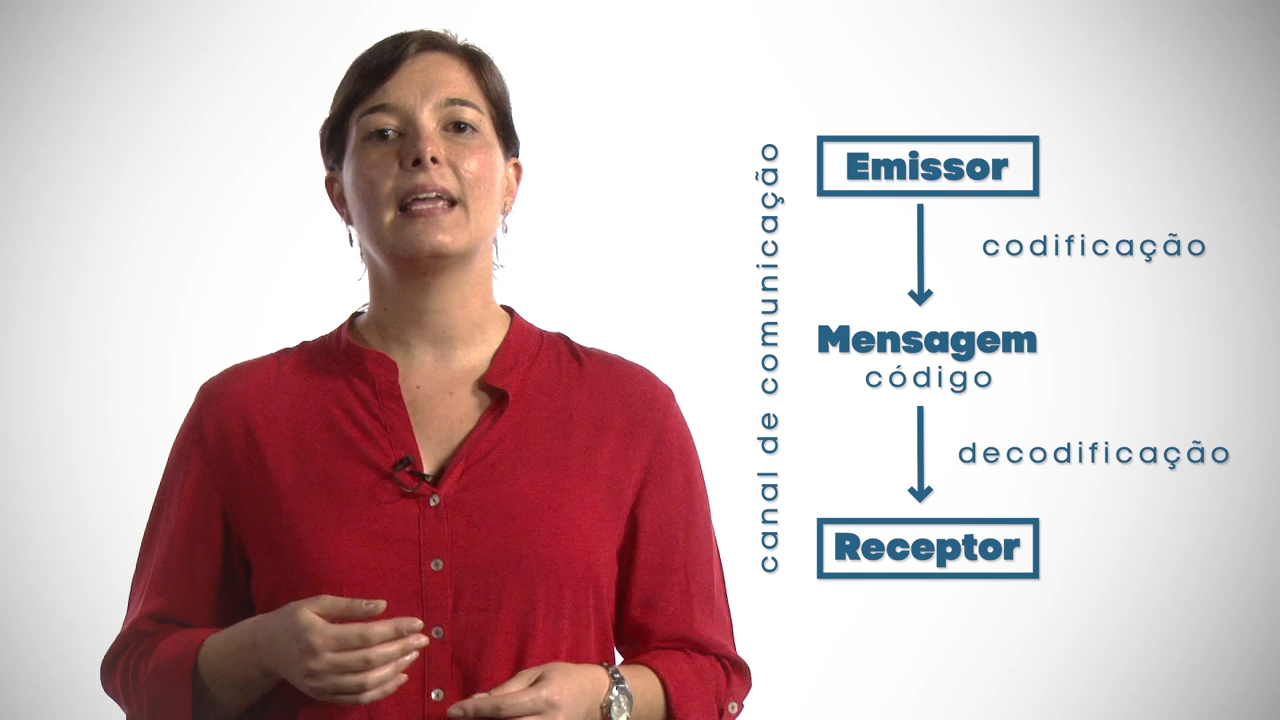 canal de comunicação
Emissor
codificação
Mensagem
código
decodificação
Receptor